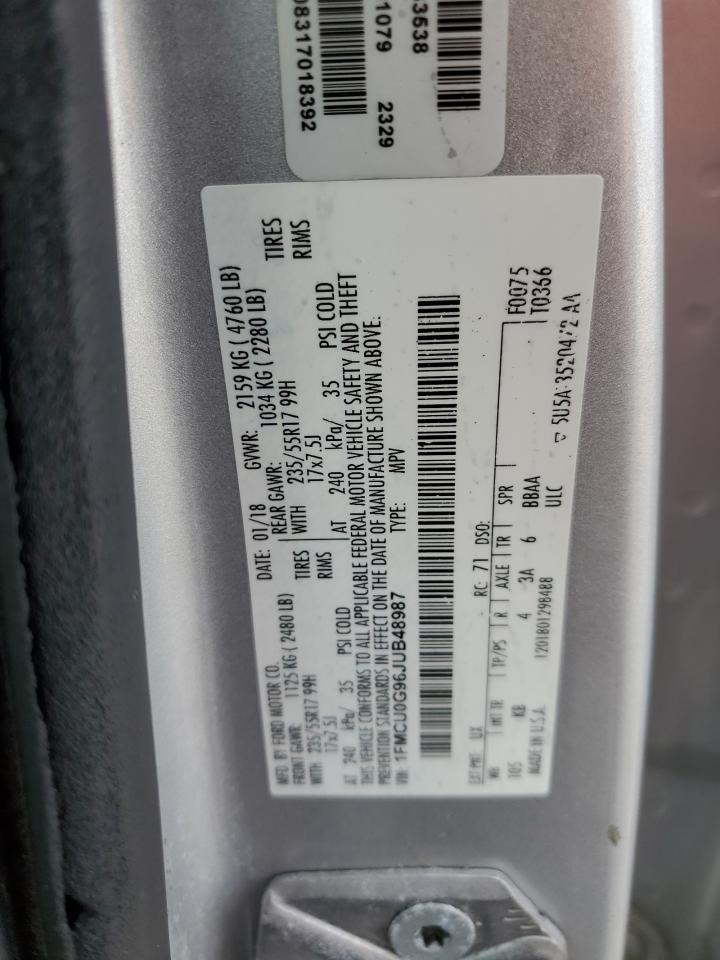 08317018392
1079
2329
3638
MFD. BY FORD MOTOR CO.
DATE: 01/18 GVWR: 2159 KG ( 4760 LB)
FRONT GAWR: REAR GAWR:
1125 KG ( 2480 LB) 1034 KG ( 2280 LB)
WITH 235/55R17 99H TIRES WITH 235/55R17 99H TIRES
17x7.5J RIMS 17x7.5J RIMS
AT 240 kPa/ 35 PSI COLD AT 240 kPa/ 35 PSI COLD
THIS VEHICLE CONFORMS TO ALL APPLICABLE FEDERAL MOTOR VEHICLE SAFETY AND THEFT
PREVENTION STANDARDS IN EFFECT ON THE DATE OF MANUFACTURE SHOWN ABOVE.
VIN: 1FMCU0G96JUB48987 TYPE: MPV
EXT PNT: UX RC: 71 DSO: F0075
WB INT TR TP/PS R AXLE TR SPR T0366
105 KB 4 3A 6 BBAA
MADE IN U.S.A. 1201801298488 ULC 5U5A-3520472-AA